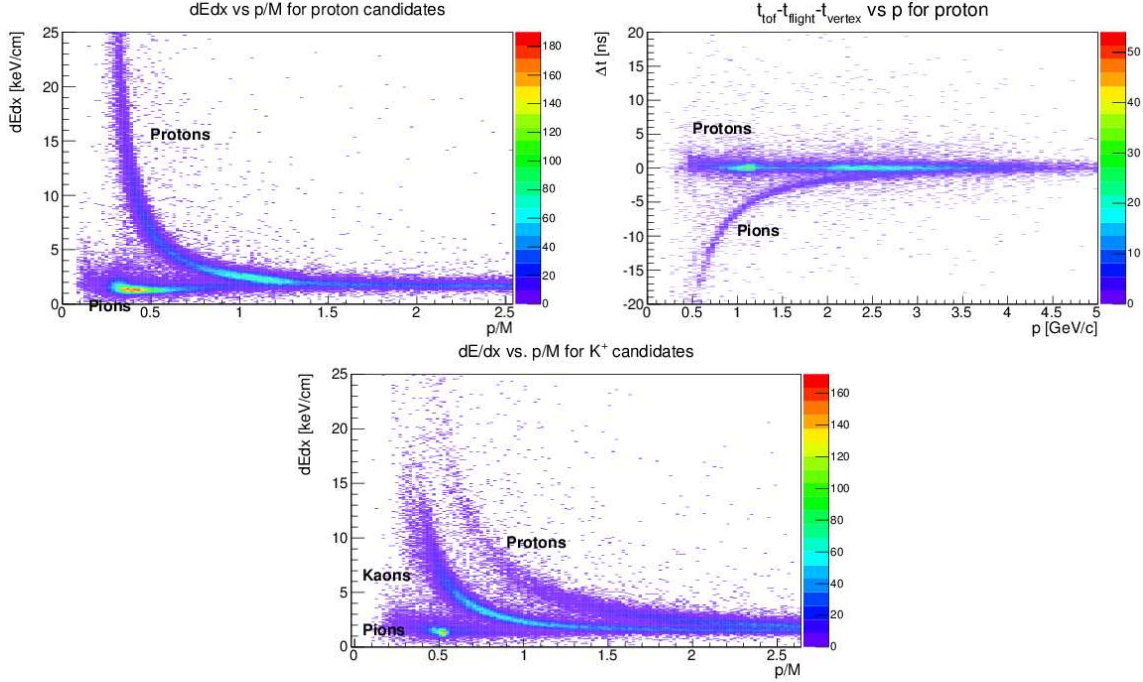 dEdx vs p/M for proton candidates
dEdx [keV/cm]
25
20
15
10
5
0
Protons
Pions
0 0.5 1 1.5 2 2.5
p/M
180
160
140
120
100
80
60
40
20
0
t_tof-t_flight-t_vertex vs p for proton
Δt [ns]
20
15
10
5
0
-5
-10
-15
-20
Protons
Pions
0 0.5 1 1.5 2 2.5 3 3.5 4 4.5 5
p [GeV/c]
50
40
30
20
10
0
dE/dx vs. p/M for K⁺ candidates
dEdx [keV/cm]
25
20
15
10
5
0
Protons
Kaons
Pions
0 0.5 1 1.5 2 2.5
p/M
160
140
120
100
80
60
40
20
0